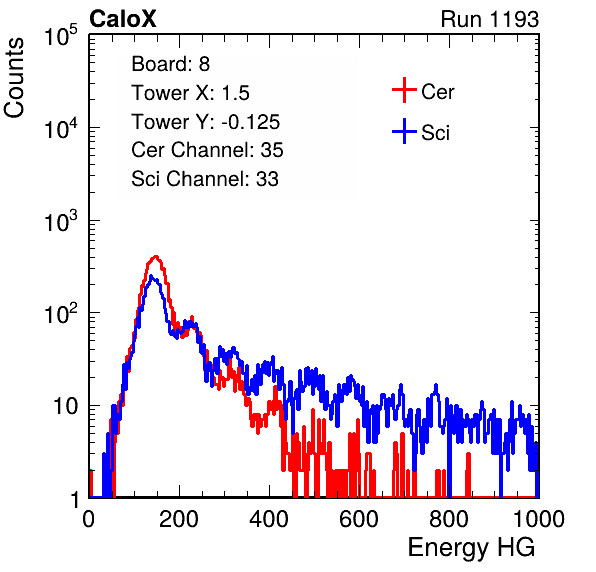 CaloX Run 1193
Counts
Board: 8
Tower X: 1.5
Tower Y: -0.125
Cer Channel: 35
Sci Channel: 33
Cer
Sci
10^5
10^4
10^3
10^2
10
1
0 200 400 600 800 1000
Energy HG